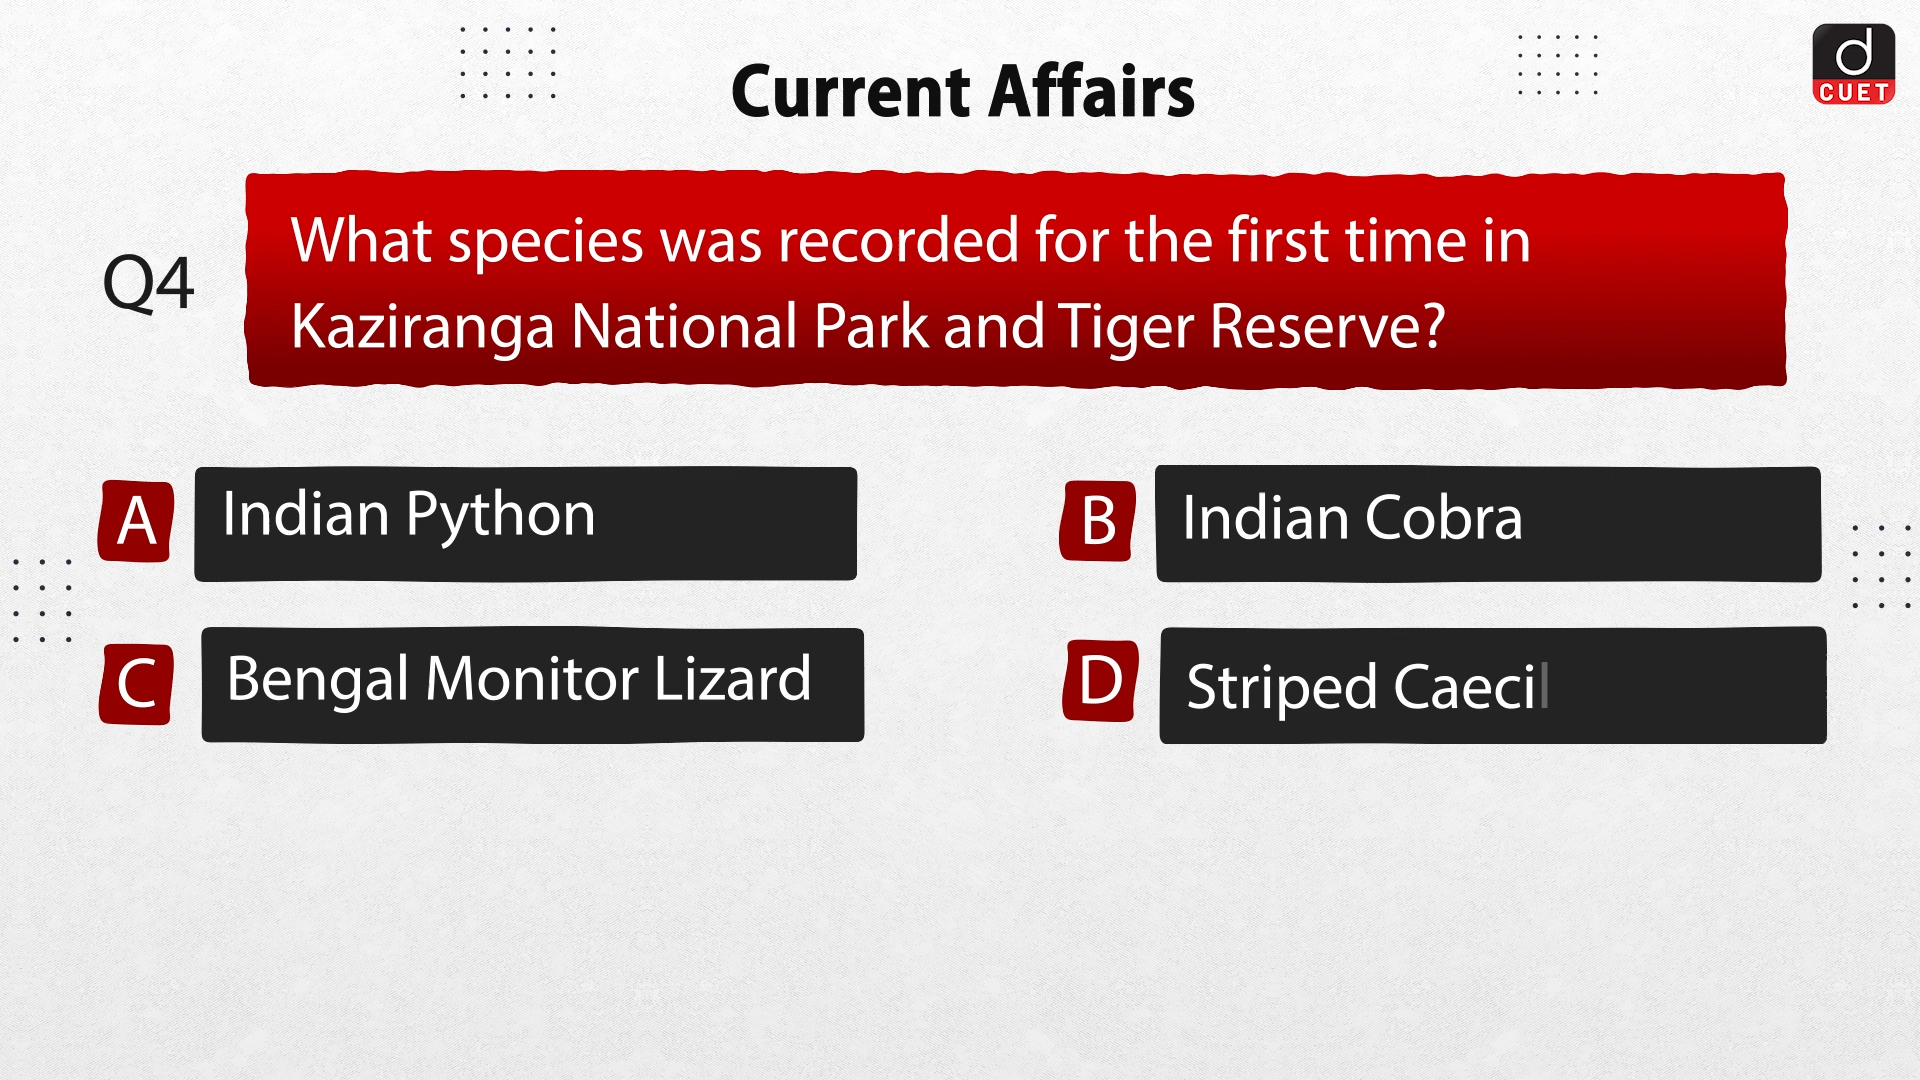 Current Affairs
d
CUET
Q4
What species was recorded for the first time in
Kaziranga National Park and Tiger Reserve?
A
Indian Python
B
Indian Cobra
C
Bengal Monitor Lizard
D
Striped Caecil